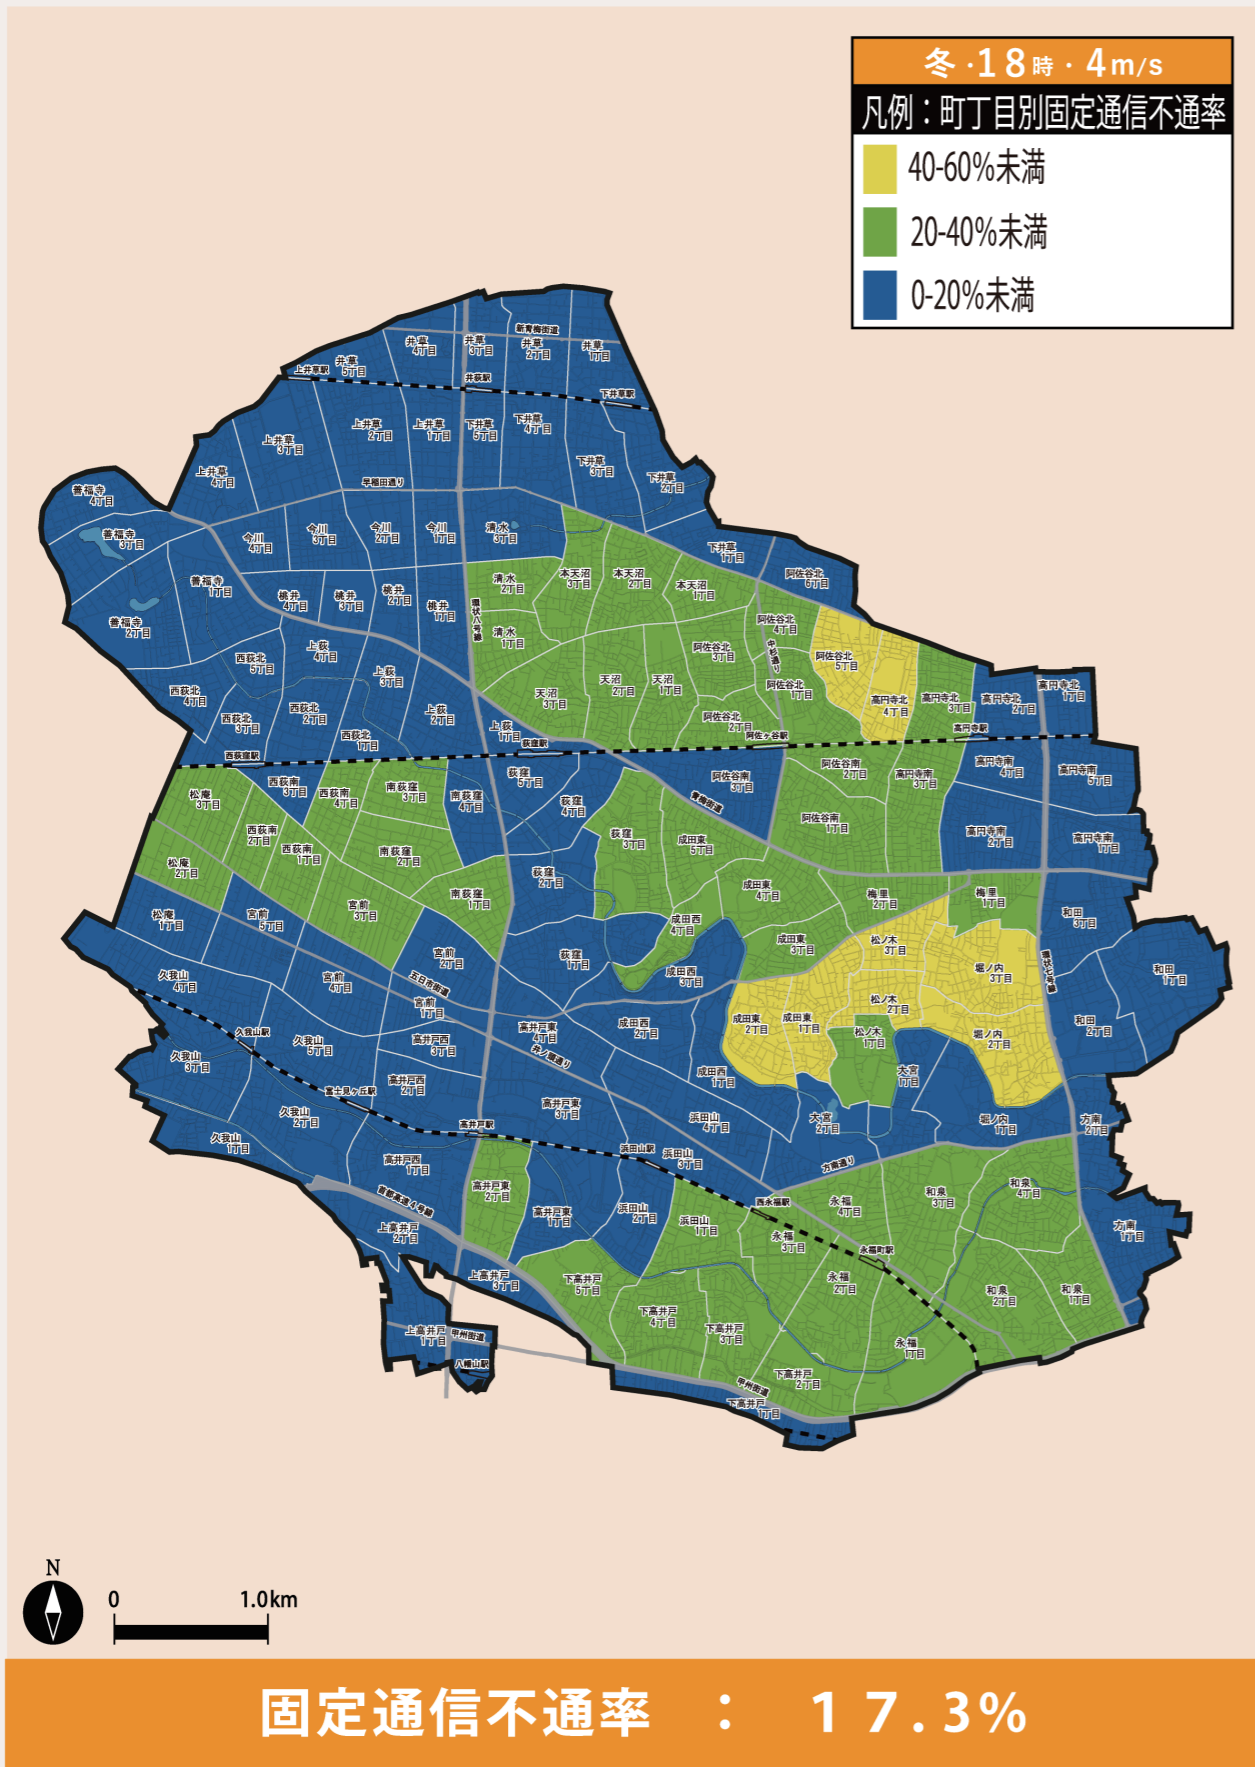 冬・18時・4m/s
凡例：町丁目別固定通信不通率
40-60%未満
20-40%未満
0-20%未満
新青梅街道
井草
4丁目
井草
3丁目
井草
2丁目
井草
1丁目
井草
5丁目
上井草駅
井荻駅
下井草駅
上井草
2丁目
上井草
1丁目
下井草
5丁目
下井草
4丁目
上井草
3丁目
上井草
4丁目
下井草
3丁目
下井草
2丁目
早稲田通り
善福寺
4丁目
善福寺
3丁目
今川
4丁目
今川
3丁目
今川
2丁目
今川
1丁目
清水
3丁目
下井草
1丁目
阿佐谷北
6丁目
善福寺
1丁目
善福寺
2丁目
桃井
4丁目
桃井
3丁目
桃井
2丁目
桃井
1丁目
環状八号線
清水
2丁目
清水
1丁目
本天沼
3丁目
本天沼
2丁目
本天沼
1丁目
阿佐谷北
4丁目
中杉通り
阿佐谷北
3丁目
阿佐谷北
5丁目
阿佐谷北
1丁目
阿佐谷北
2丁目
天沼
3丁目
天沼
2丁目
天沼
1丁目
高円寺北
4丁目
高円寺北
3丁目
高円寺北
2丁目
高円寺北
1丁目
西荻北
5丁目
西荻北
4丁目
西荻北
3丁目
西荻北
2丁目
西荻北
1丁目
上荻
4丁目
上荻
3丁目
上荻
2丁目
上荻
1丁目
西荻窪駅
荻窪駅
阿佐ヶ谷駅
高円寺駅
松庵
3丁目
西荻南
3丁目
西荻南
4丁目
南荻窪
3丁目
南荻窪
4丁目
荻窪
5丁目
荻窪
4丁目
阿佐谷南
3丁目
青梅街道
阿佐谷南
2丁目
高円寺南
3丁目
高円寺南
4丁目
高円寺南
5丁目
西荻南
2丁目
西荻南
1丁目
南荻窪
2丁目
荻窪
3丁目
成田東
5丁目
阿佐谷南
1丁目
高円寺南
2丁目
高円寺南
1丁目
松庵
2丁目
南荻窪
1丁目
荻窪
2丁目
成田東
4丁目
梅里
2丁目
梅里
1丁目
松庵
1丁目
宮前
5丁目
宮前
3丁目
成田西
4丁目
成田東
3丁目
松ノ木
3丁目
和田
3丁目
宮前
2丁目
荻窪
1丁目
成田西
3丁目
堀ノ内
3丁目
環状七号線
和田
1丁目
久我山
4丁目
宮前
4丁目
五日市街道
宮前
1丁目
松ノ木
2丁目
和田
2丁目
久我山駅
久我山
5丁目
高井戸西
3丁目
高井戸東
4丁目
井ノ頭通り
成田西
2丁目
成田東
2丁目
成田東
1丁目
松ノ木
1丁目
堀ノ内
2丁目
久我山
3丁目
富士見ヶ丘駅
高井戸西
2丁目
成田西
1丁目
大宮
1丁目
久我山
2丁目
高井戸駅
高井戸東
3丁目
浜田山
4丁目
大宮
2丁目
堀ノ内
1丁目
方南
2丁目
久我山
1丁目
高井戸西
1丁目
浜田山駅
浜田山
3丁目
方南通り
首都高速4号線
高井戸東
2丁目
高井戸東
1丁目
浜田山
2丁目
浜田山
1丁目
西永福駅
永福
4丁目
和泉
3丁目
和泉
4丁目
方南
1丁目
上高井戸
2丁目
永福
3丁目
永福町駅
上高井戸
3丁目
下高井戸
5丁目
永福
2丁目
和泉
2丁目
和泉
1丁目
下高井戸
4丁目
下高井戸
3丁目
永福
1丁目
上高井戸
1丁目
甲州街道
八幡山駅
下高井戸
2丁目
甲州街道
下高井戸
1丁目
N
0 1.0km
固定通信不通率 ： 17.3%